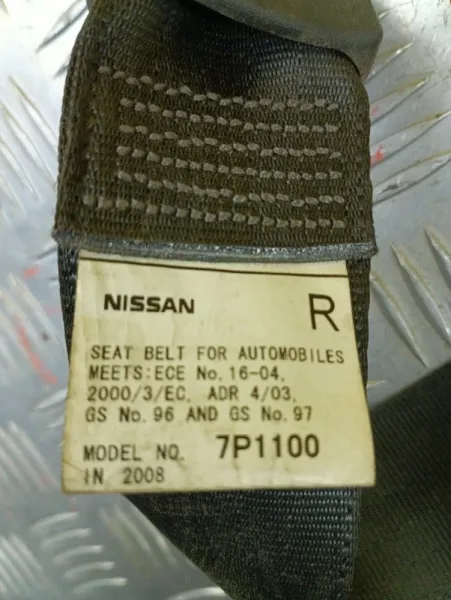 NISSAN R
SEAT BELT FOR AUTOMOBILES
MEETS:ECE No. 16-04,
2000/3/EC, ADR 4/03,
GS No. 96 AND GS No. 97
MODEL NO. 7P1100
IN 2008